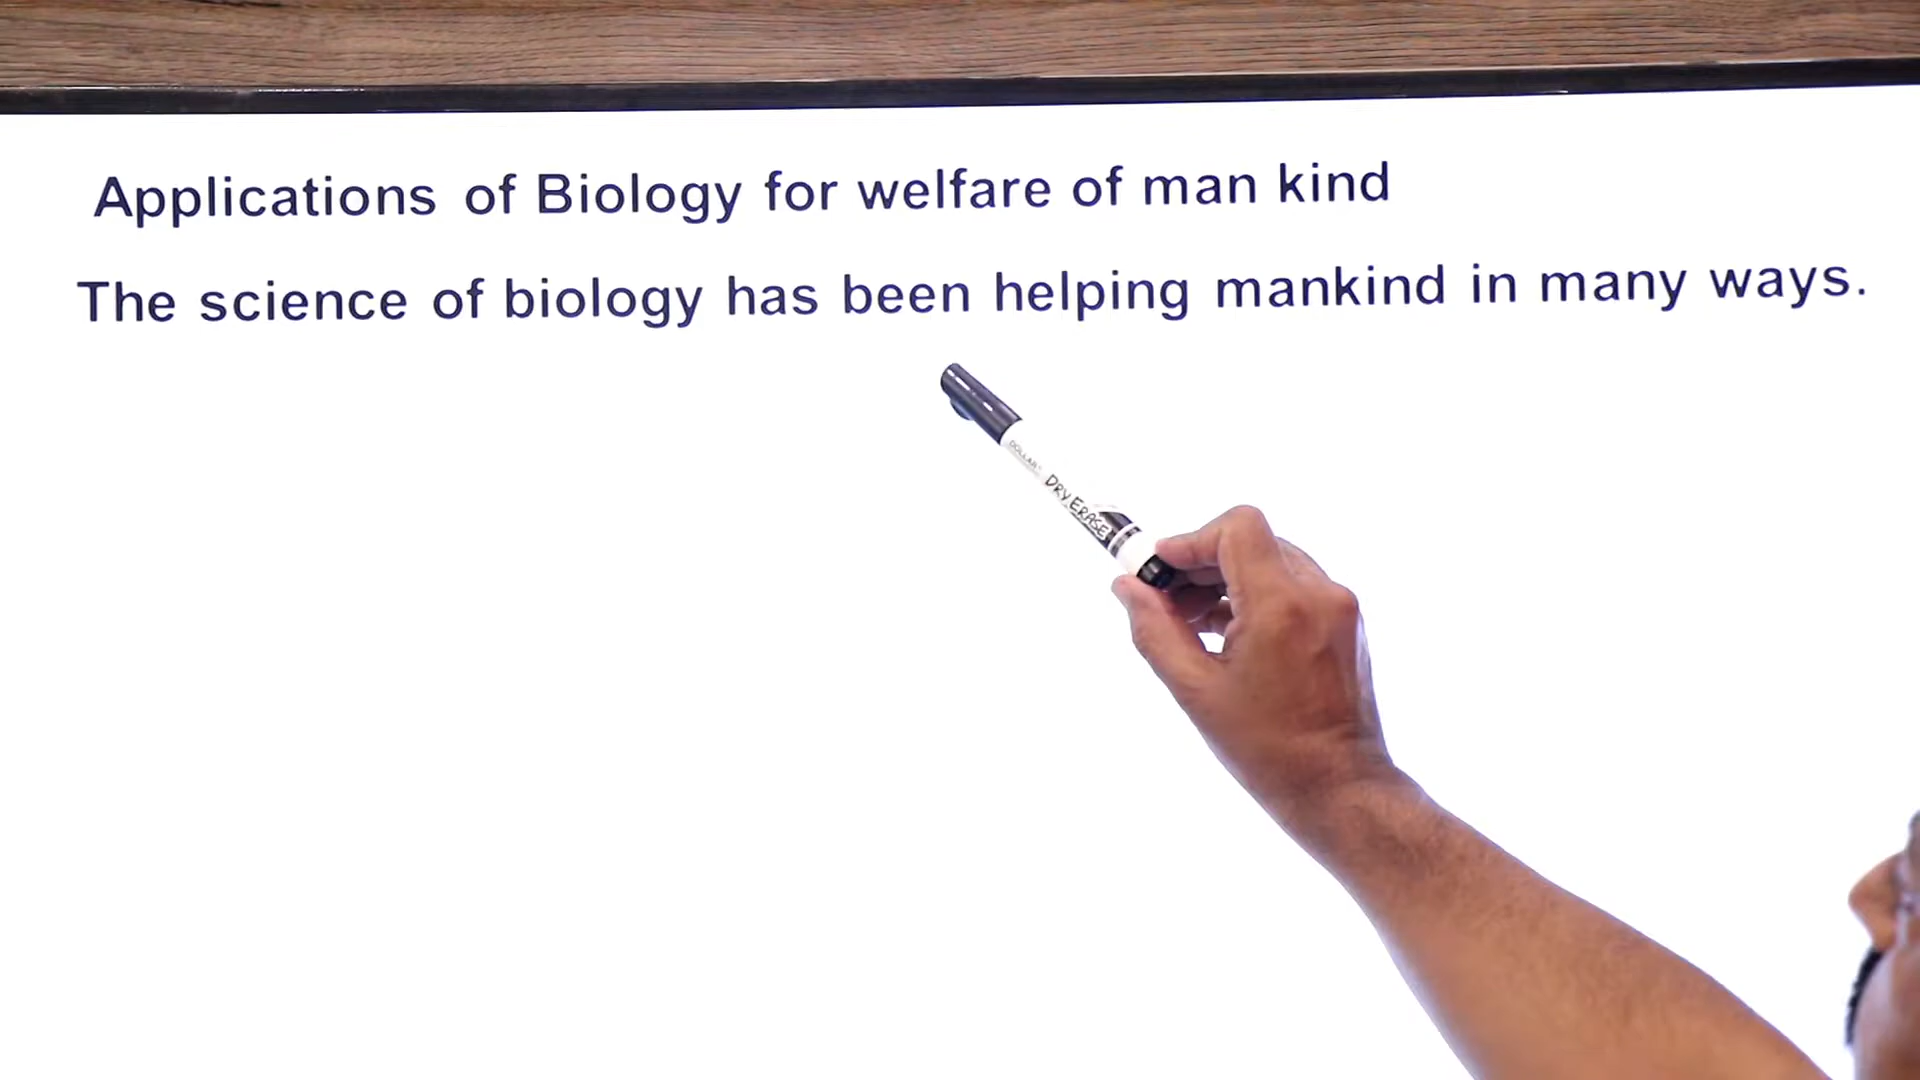 Applications of Biology for welfare of man kind
The science of biology has been helping mankind in many ways.
DOLLAR
DRY ERASE